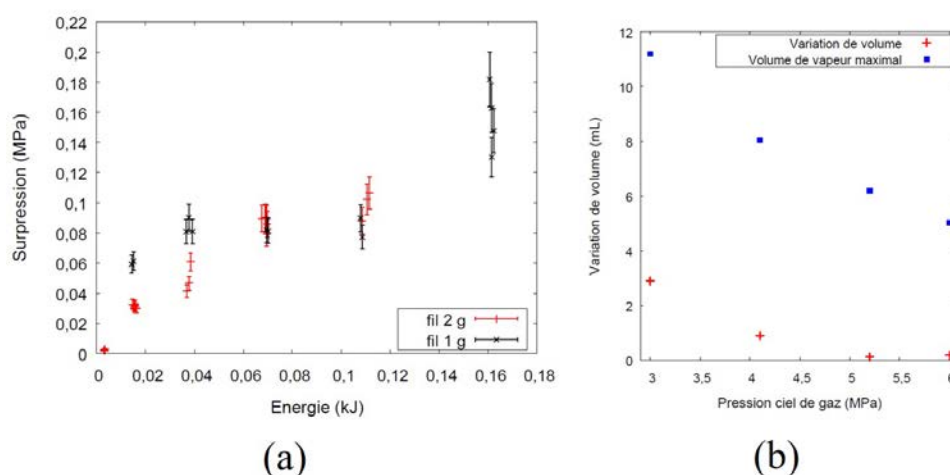 0,22
0,2
0,18
0,16
0,14
0,12
0,1
0,08
0,06
0,04
0,02
0
Surpression (MPa)
fil 2 g
fil 1 g
0 0,02 0,04 0,06 0,08 0,1 0,12 0,14 0,16 0,18
Energie (kJ)
(a)
12
10
8
6
4
2
0
Variation de volume (mL)
Variation de volume
Volume de vapeur maximal
3 3,5 4 4,5 5 5,5 6
Pression ciel de gaz (MPa)
(b)